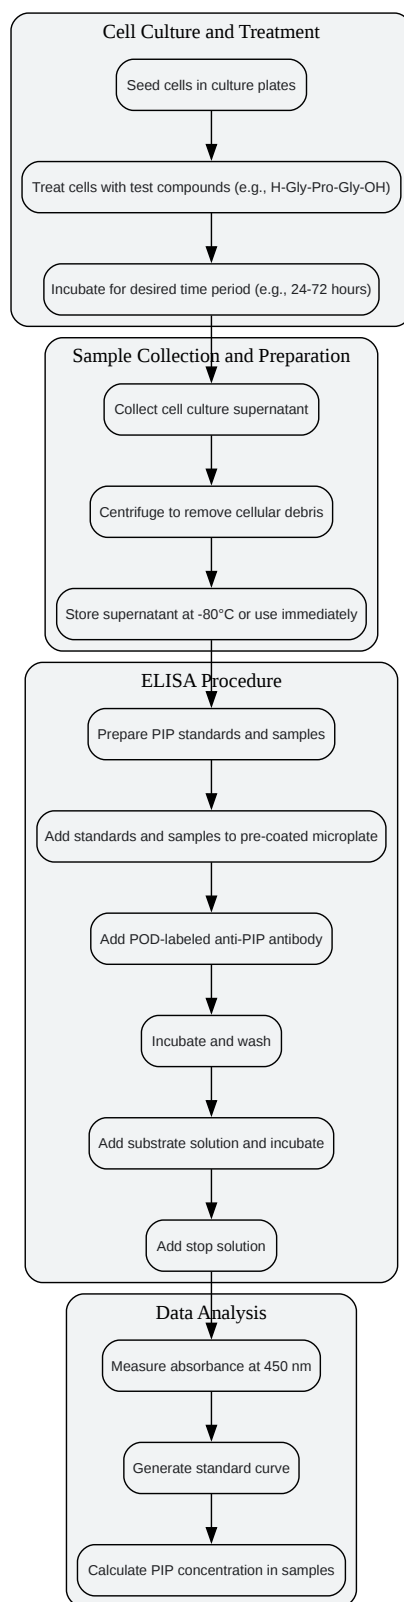 Cell Culture and Treatment
Seed cells in culture plates
Treat cells with test compounds (e.g., H-Gly-Pro-Gly-OH)
Incubate for desired time period (e.g., 24-72 hours)
Sample Collection and Preparation
Collect cell culture supernatant
Centrifuge to remove cellular debris
Store supernatant at -80°C or use immediately
ELISA Procedure
Prepare PIP standards and samples
Add standards and samples to pre-coated microplate
Add POD-labeled anti-PIP antibody
Incubate and wash
Add substrate solution and incubate
Add stop solution
Data Analysis
Measure absorbance at 450 nm
Generate standard curve
Calculate PIP concentration in samples